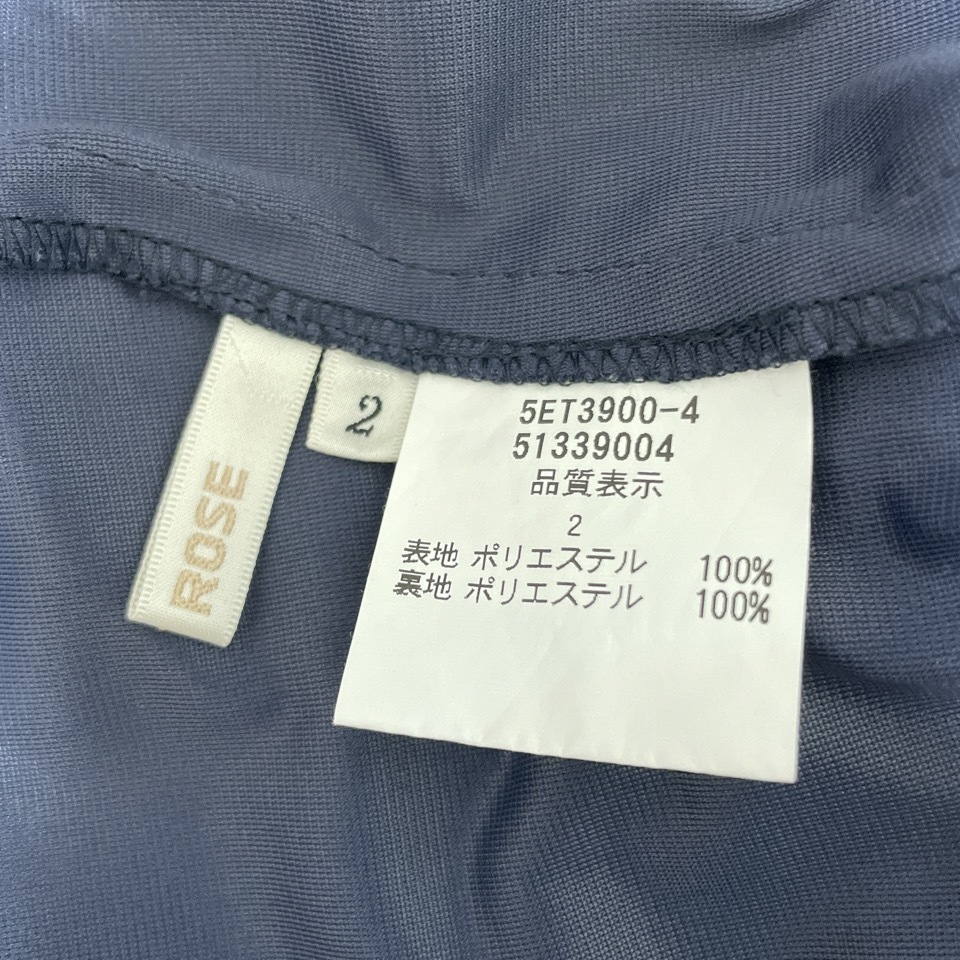 ROSE
2
5ET3900-4
51339004
品質表示
2
表地 ポリエステル 100%
裏地 ポリエステル 100%